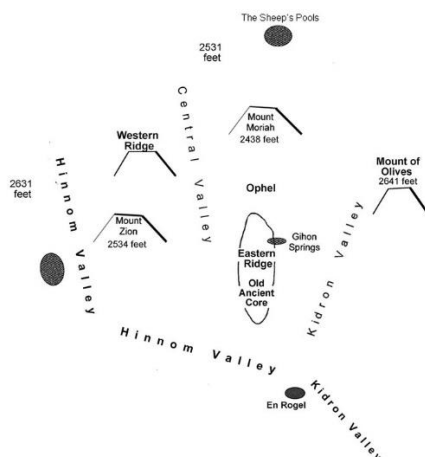 The Sheep's Pools
2531
feet
Central Valley
Mount
Moriah
2438 feet
Western
Ridge
Mount of
Olives
2641 feet
Hinnom Valley
2631
feet
Ophel
Mount
Zion
2534 feet
Gihon
Springs
Eastern
Ridge
Old
Ancient
Core
Kidron Valley
Hinnom Valley
En Rogel
Kidron Valley